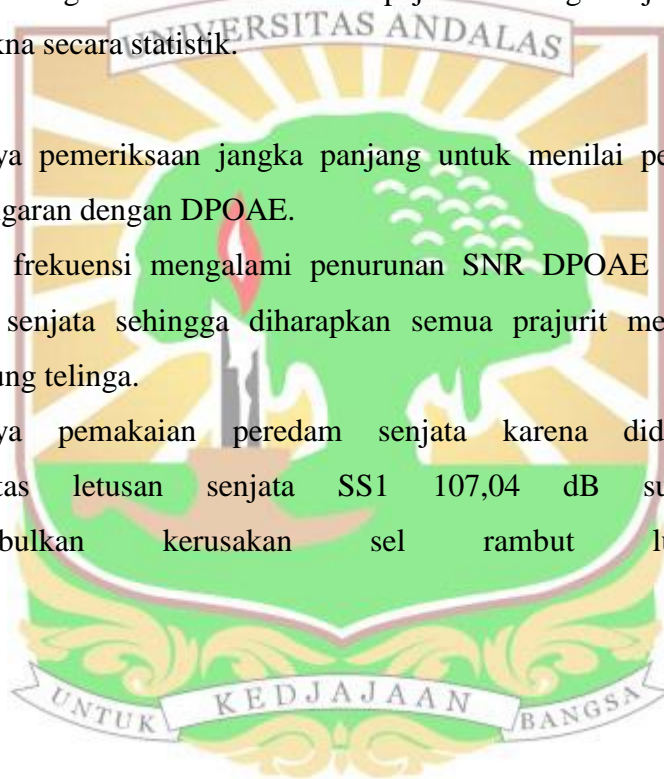 UNIVERSITAS ANDALAS
kna secara statistik.
ya pemeriksaan jangka panjang untuk menilai pe
garan dengan DPOAE.
frekuensi mengalami penurunan SNR DPOAE
senjata sehingga diharapkan semua prajurit me
ung telinga.
ya pemakaian peredam senjata karena did
tas letusan senjata SS1 107,04 dB su
bulkan kerusakan sel rambut lu
UNTUK KEDJAJAAN BANGSA